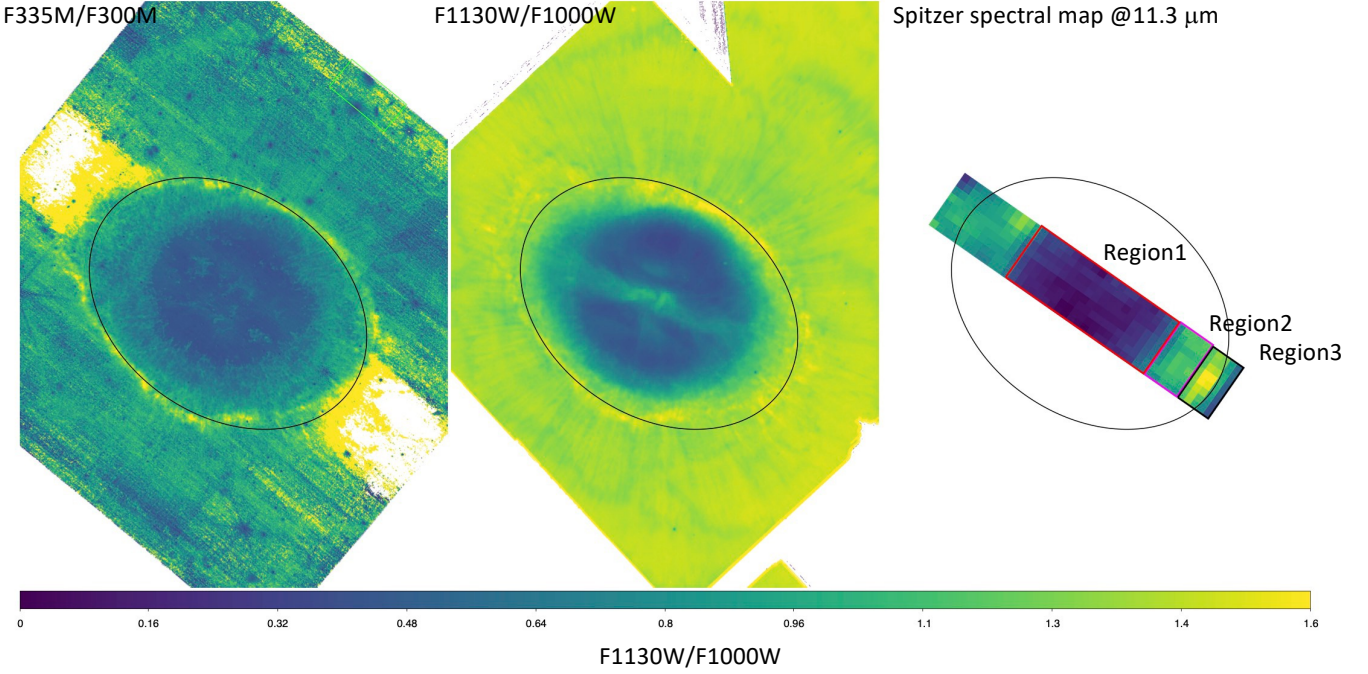 F335M/F300M F1130W/F1000W Spitzer spectral map @11.3 μm
Region1
Region2
Region3
0 0.16 0.32 0.48 0.64 0.8 0.96 1.1 1.3 1.4 1.6
F1130W/F1000W